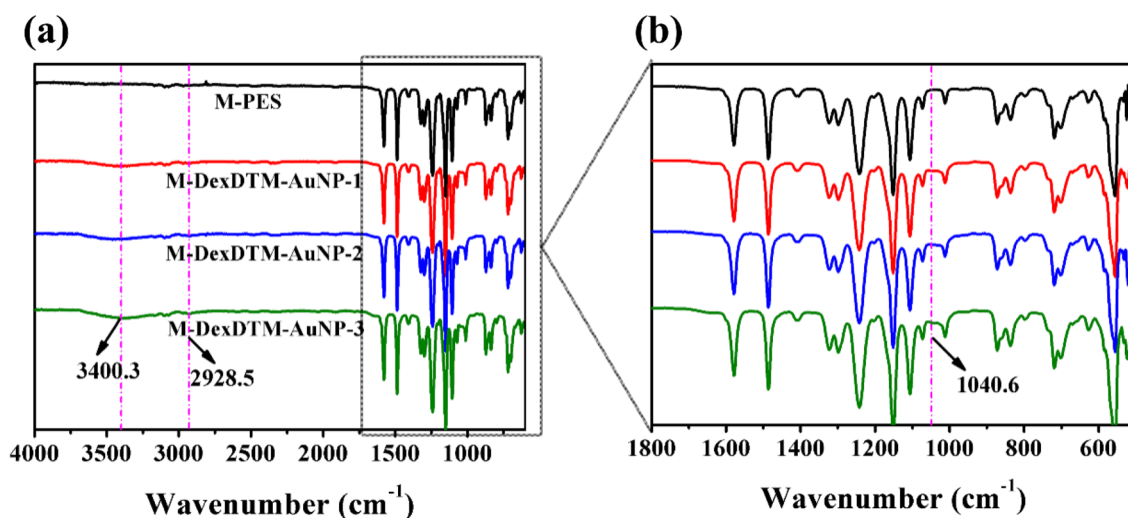 (a)
(b)
M-PES
M-DexDTM-AuNP-1
M-DexDTM-AuNP-2
M-DexDTM-AuNP-3
3400.3
2928.5
1040.6
4000 3500 3000 2500 2000 1500 1000
1800 1600 1400 1200 1000 800 600
Wavenumber (cm⁻¹)
Wavenumber (cm⁻¹)